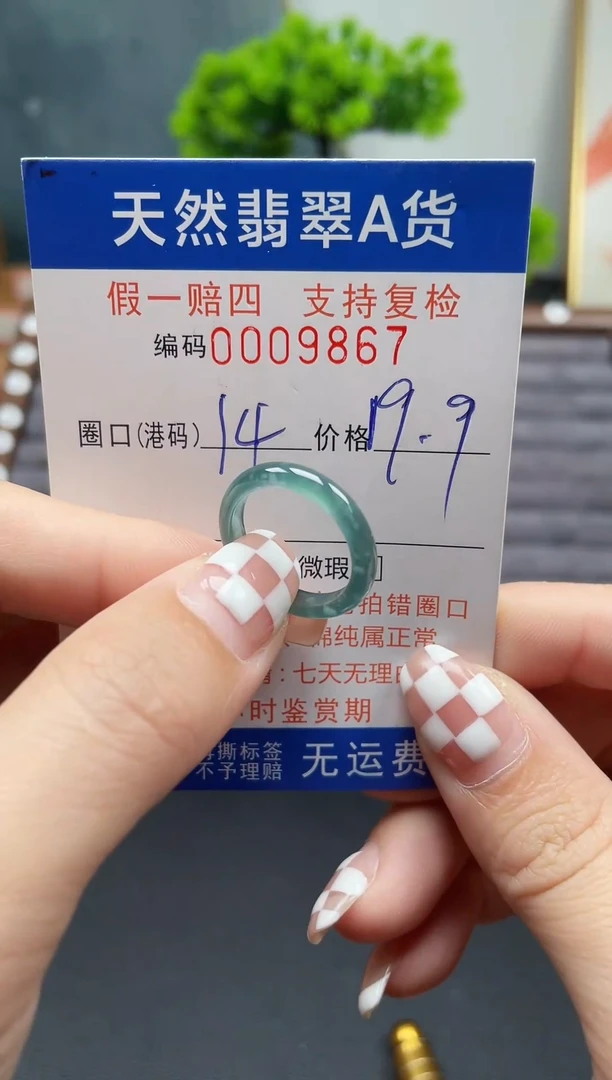 天然翡翠A货
假一赔四 支持复检
编码0009867
圈口(港码) 14 价格 19.9
微瑕
拍错圈口
纯属正常
:七天无理
时鉴赏期
撕标签
不予理赔
无运费